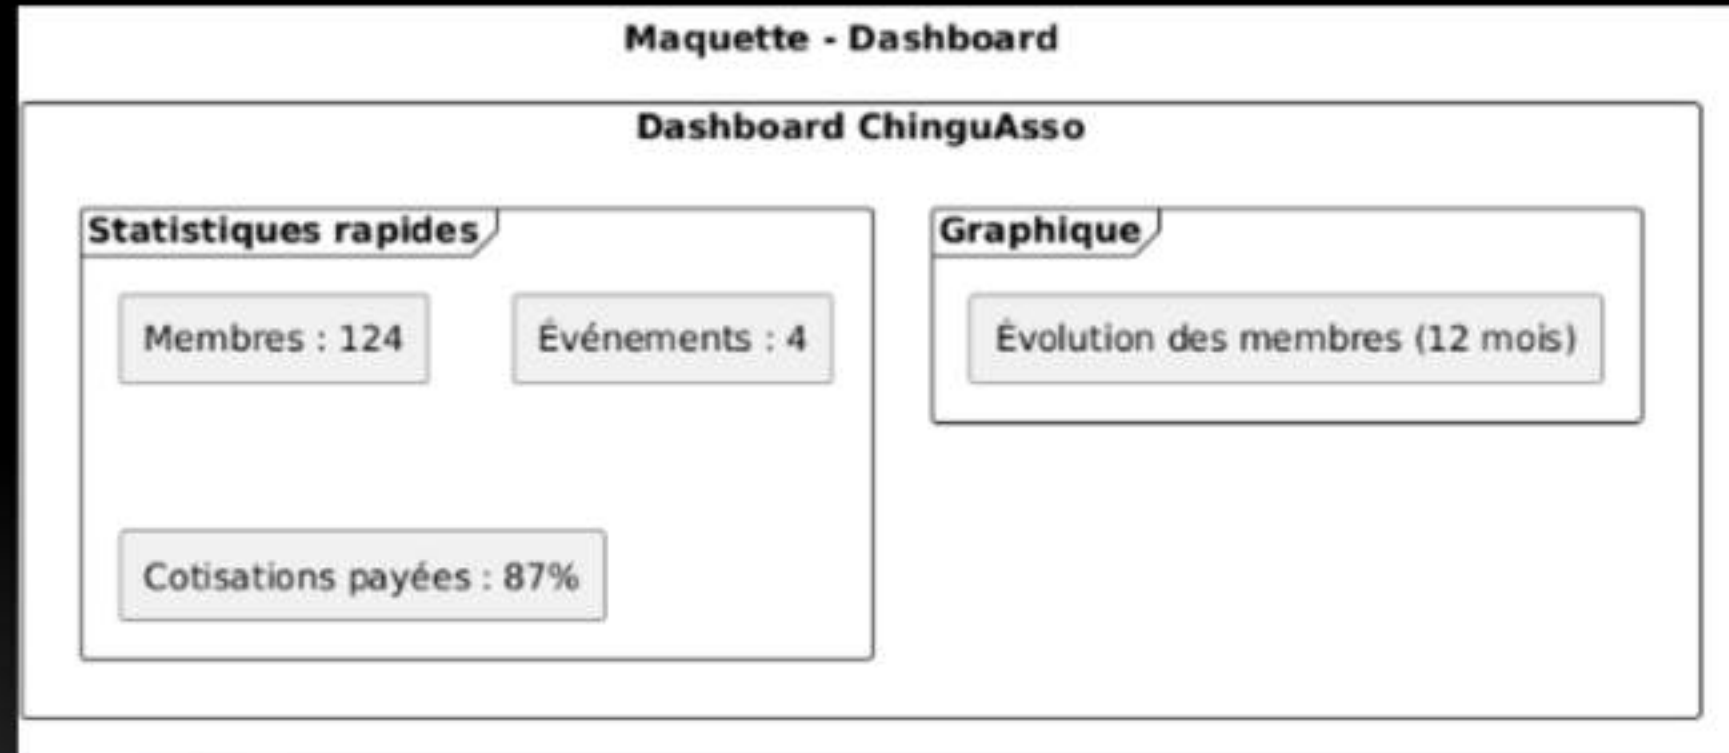 Maquette - Dashboard
Dashboard ChinguAsso
Statistiques rapides
Membres : 124
Événements : 4
Cotisations payées : 87%
Graphique
Évolution des membres (12 mois)